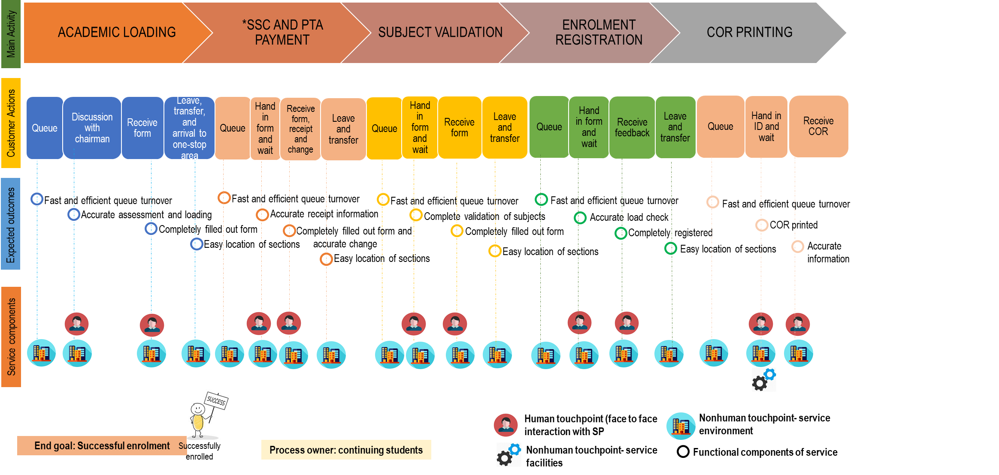 Main Activity
ACADEMIC LOADING
*SSC AND PTA
PAYMENT
SUBJECT VALIDATION
ENROLMENT
REGISTRATION
COR PRINTING
Customer Actions
Queue
Discussion
with
chairman
Receive
form
Leave,
transfer,
and
arrival to
one-stop
area
Queue
Hand
in
form
and
wait
Receive
form,
receipt
and
change
Leave
and
transfer
Queue
Hand
in
form
and
wait
Receive
form
Leave
and
transfer
Queue
Hand
in form
and
wait
Receive
feedback
Leave
and
transfer
Queue
Hand in
ID and
wait
Receive
COR
Expected outcomes
Fast and efficient queue turnover
Accurate assessment and loading
Completely filled out form
Easy location of sections
Fast and efficient queue turnover
Accurate receipt information
Completely filled out form and
accurate change
Easy location of sections
Fast and efficient queue turnover
Complete validation of subjects
Completely filled out form
Easy location of sections
Fast and efficient queue turnover
Accurate load check
Completely registered
Easy location of sections
Fast and efficient queue turnover
COR printed
Accurate
information
Service components
SUCCESS
End goal: Successful enrolment
Successfully
enrolled
Process owner: continuing students
Human touchpoint (face to face
interaction with SP
Nonhuman touchpoint- service
environment
Nonhuman touchpoint- service
facilities
Functional components of service